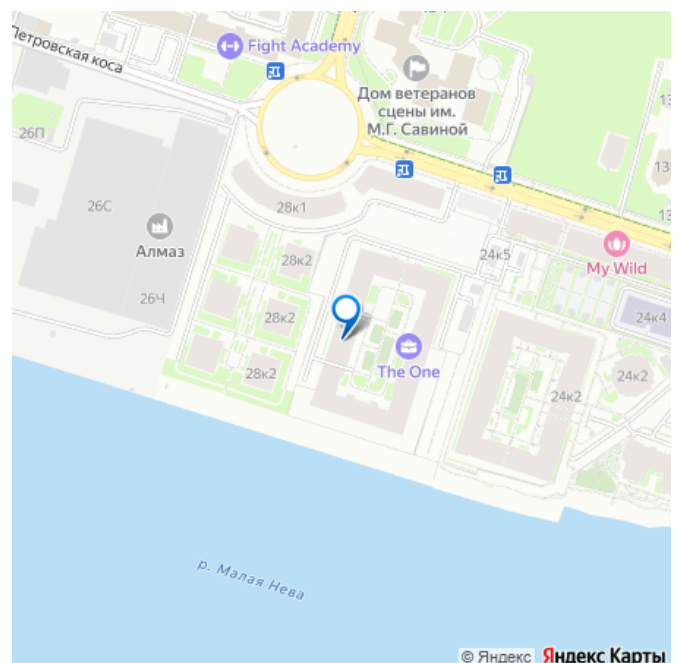 Петровская коса
Fight Academy
Дом ветеранов
сцены им.
М.Г. Савиной
26П
26С
Алмаз
26Ч
28к1
28к2
28к2
28к2
The One
24к5
My Wild
24к4
24к2
24к2
13
13
13
р. Малая Нева
© Яндекс Яндекс Карты